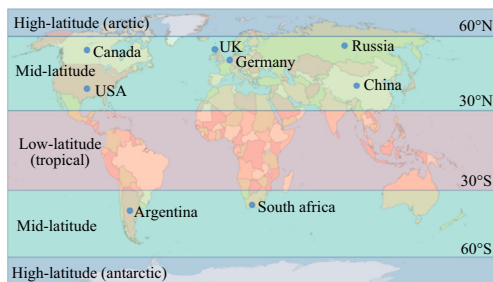 High-latitude (arctic)
60°N
Canada
UK
Russia
Germany
Mid-latitude
USA
China
30°N
Low-latitude
(tropical)
30°S
Argentina
South africa
Mid-latitude
60°S
High-latitude (antarctic)